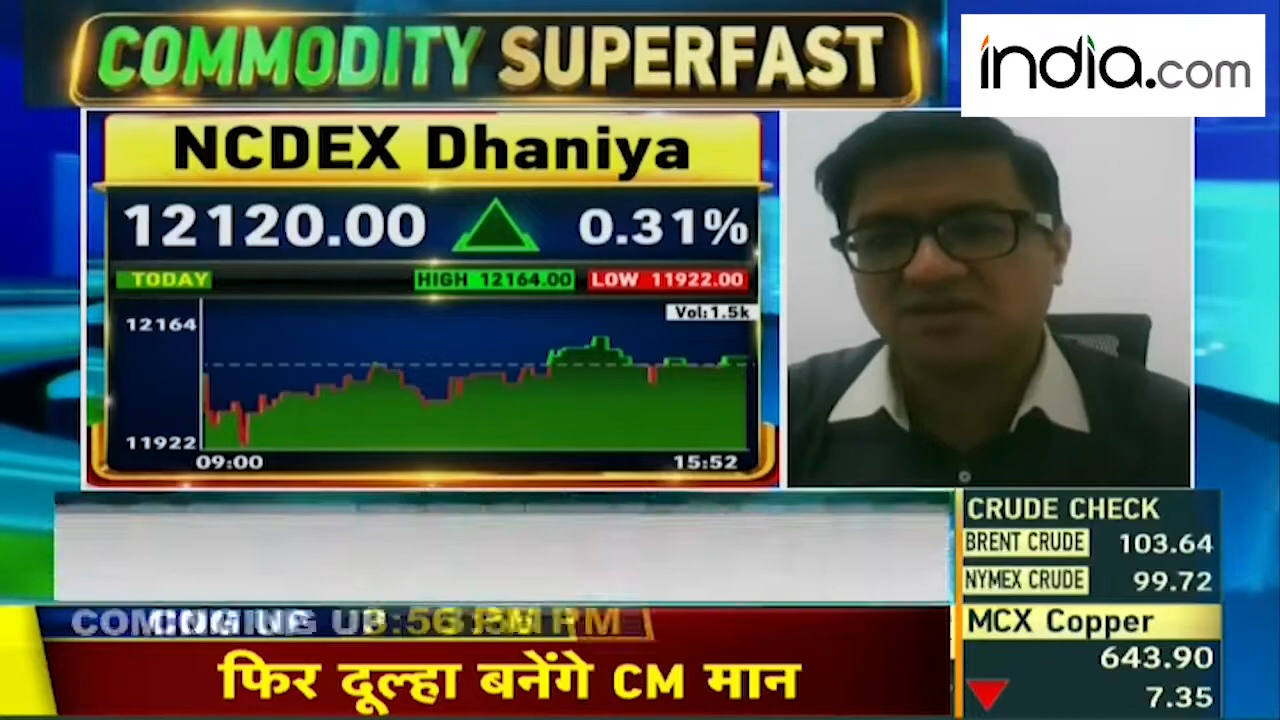 COMMODITY SUPERFAST
india.com
NCDEX Dhaniya
12120.00 0.31%
TODAY HIGH 12164.00 LOW 11922.00
Vol:1.5k
12164
11922
09:00 15:52
CRUDE CHECK
BRENT CRUDE 103.64
NYMEX CRUDE 99.72
MCX Copper
643.90
7.35
फिर दूल्हा बनेंगे CM मान